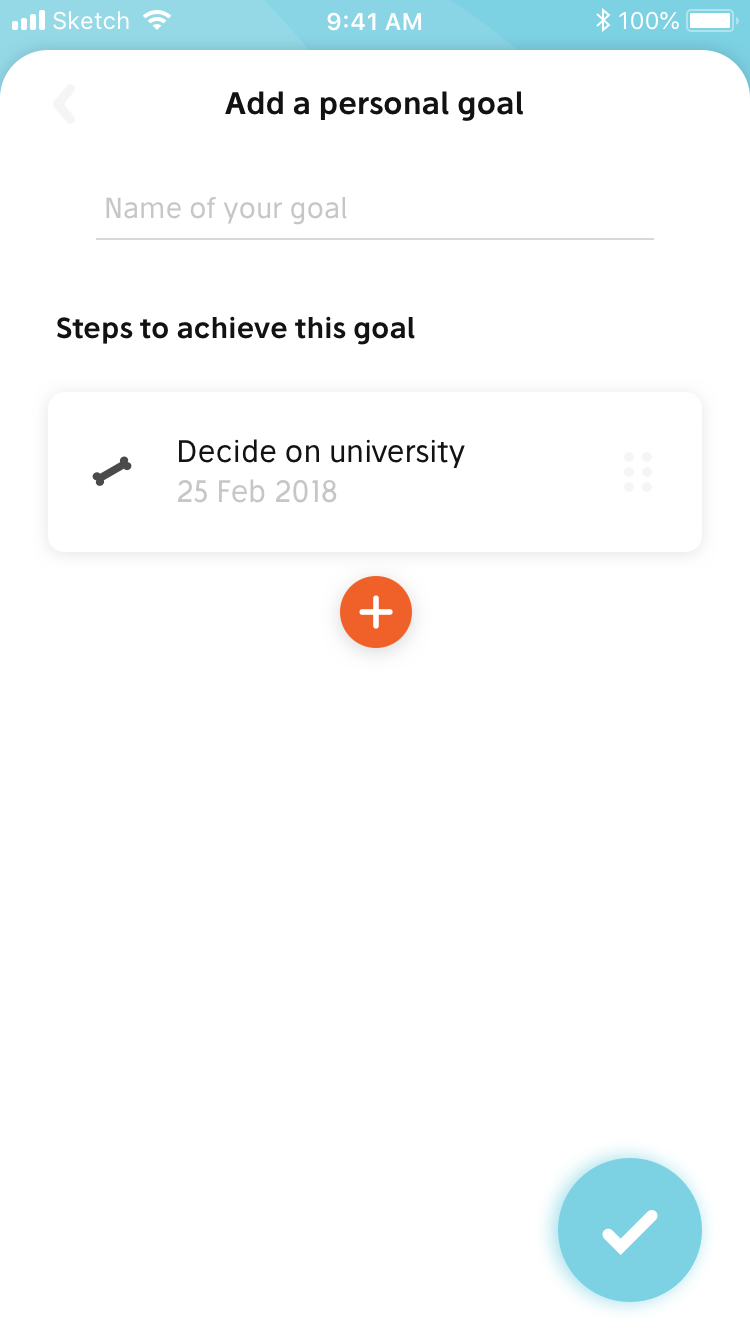 Sketch 9:41 AM 100%
Add a personal goal
Name of your goal
Steps to achieve this goal
Decide on university
25 Feb 2018